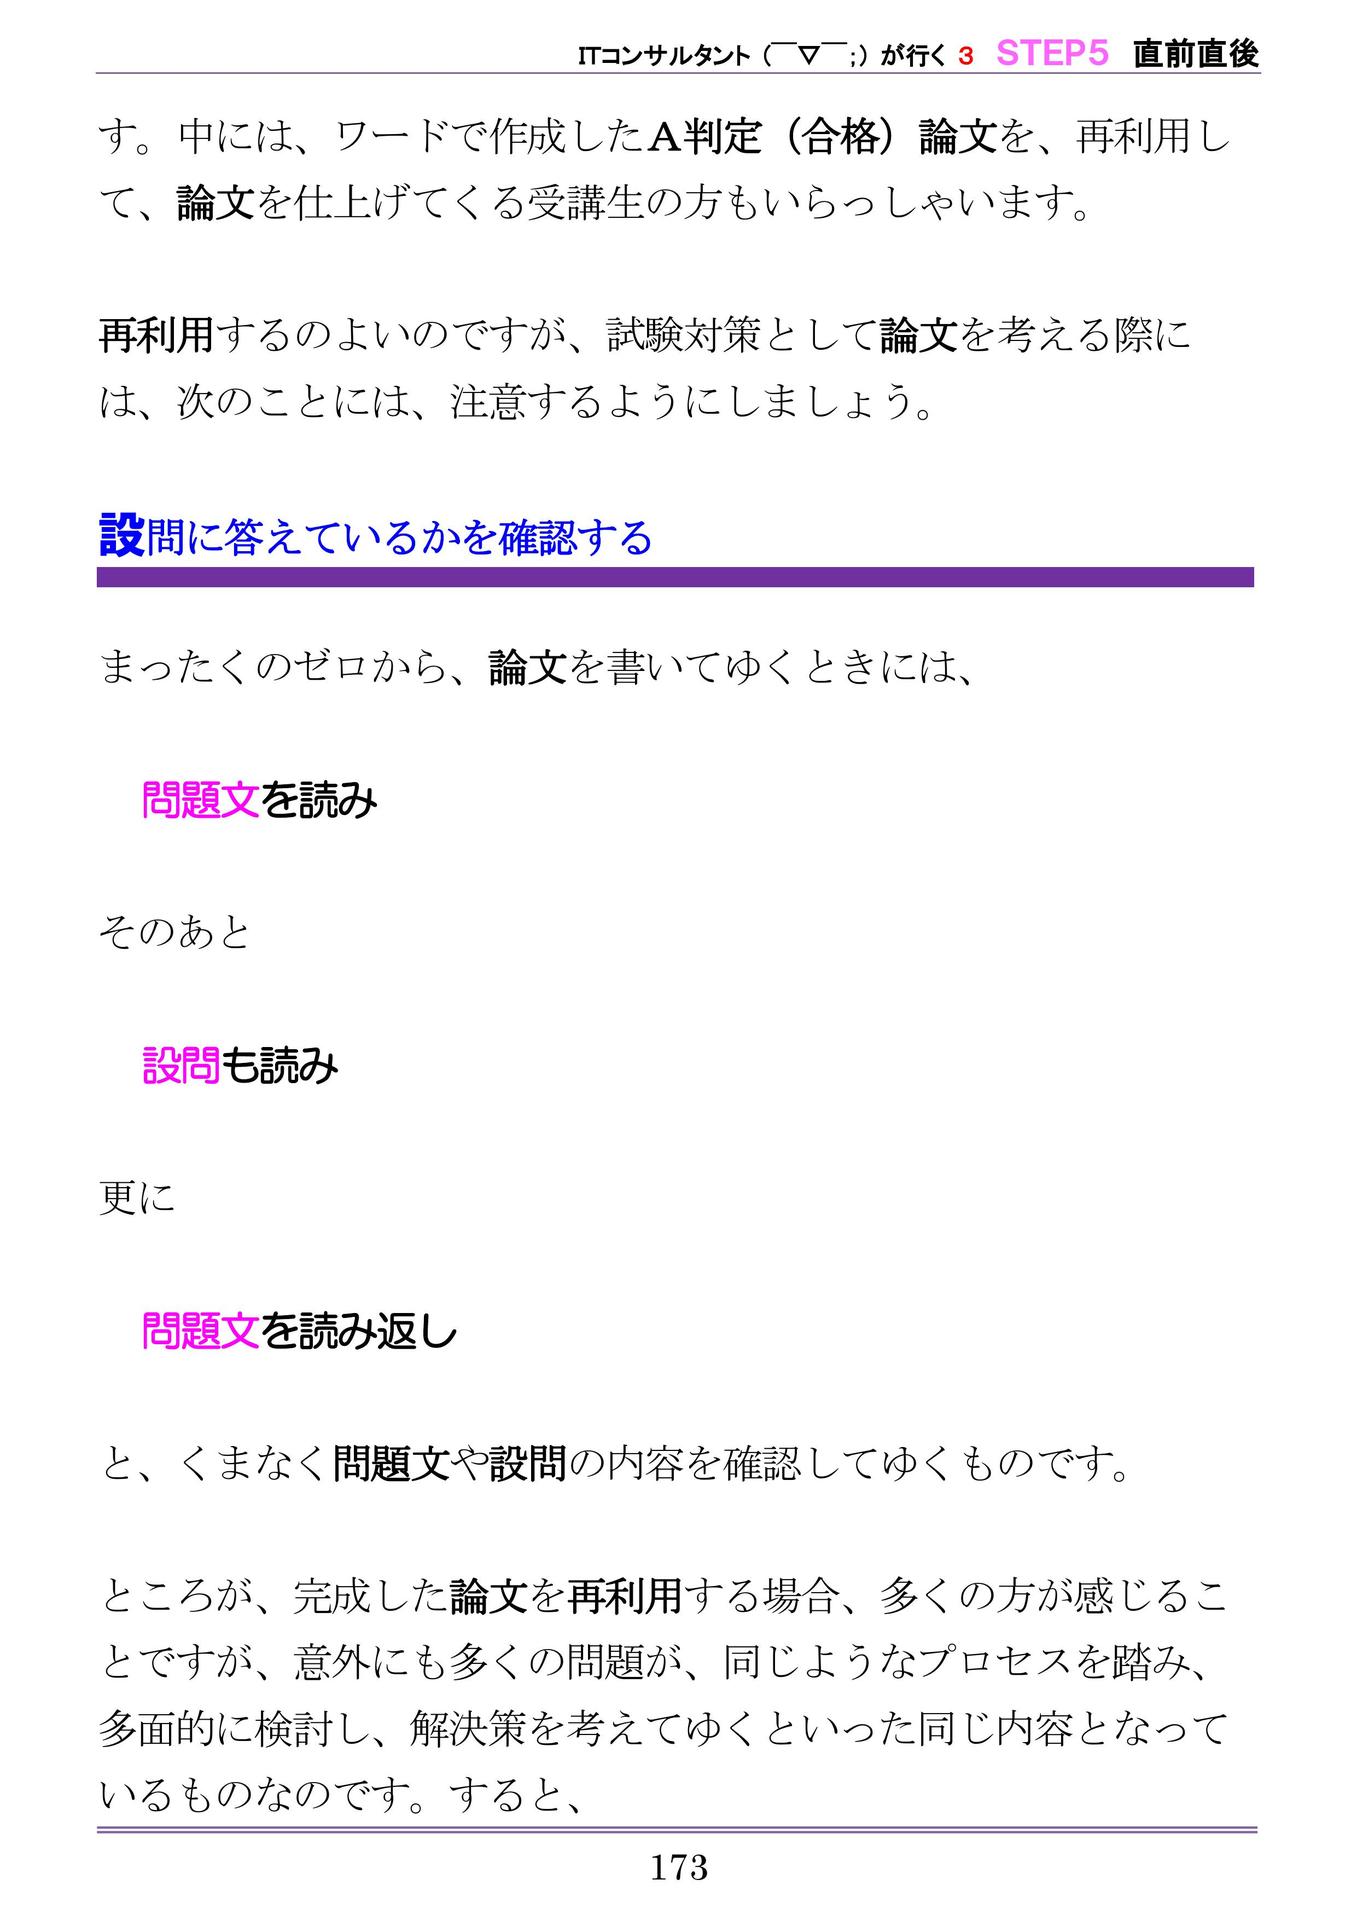 ITコンサルタント（￣▽￣；）が行く 3 STEP5 直前直後
す。中には、ワードで作成したＡ判定（合格）論文を、再利用し
て、論文を仕上げてくる受講生の方もいらっしゃいます。
再利用するのよいのですが、試験対策として論文を考える際に
は、次のことには、注意するようにしましょう。
設問に答えているかを確認する
まったくのゼロから、論文を書いてゆくときには、
問題文を読み
そのあと
設問も読み
更に
問題文を読み返し
と、くまなく問題文や設問の内容を確認してゆくものです。
ところが、完成した論文を再利用する場合、多くの方が感じるこ
とですが、意外にも多くの問題が、同じようなプロセスを踏み、
多面的に検討し、解決策を考えてゆくといった同じ内容となって
いるものなのです。すると、
173